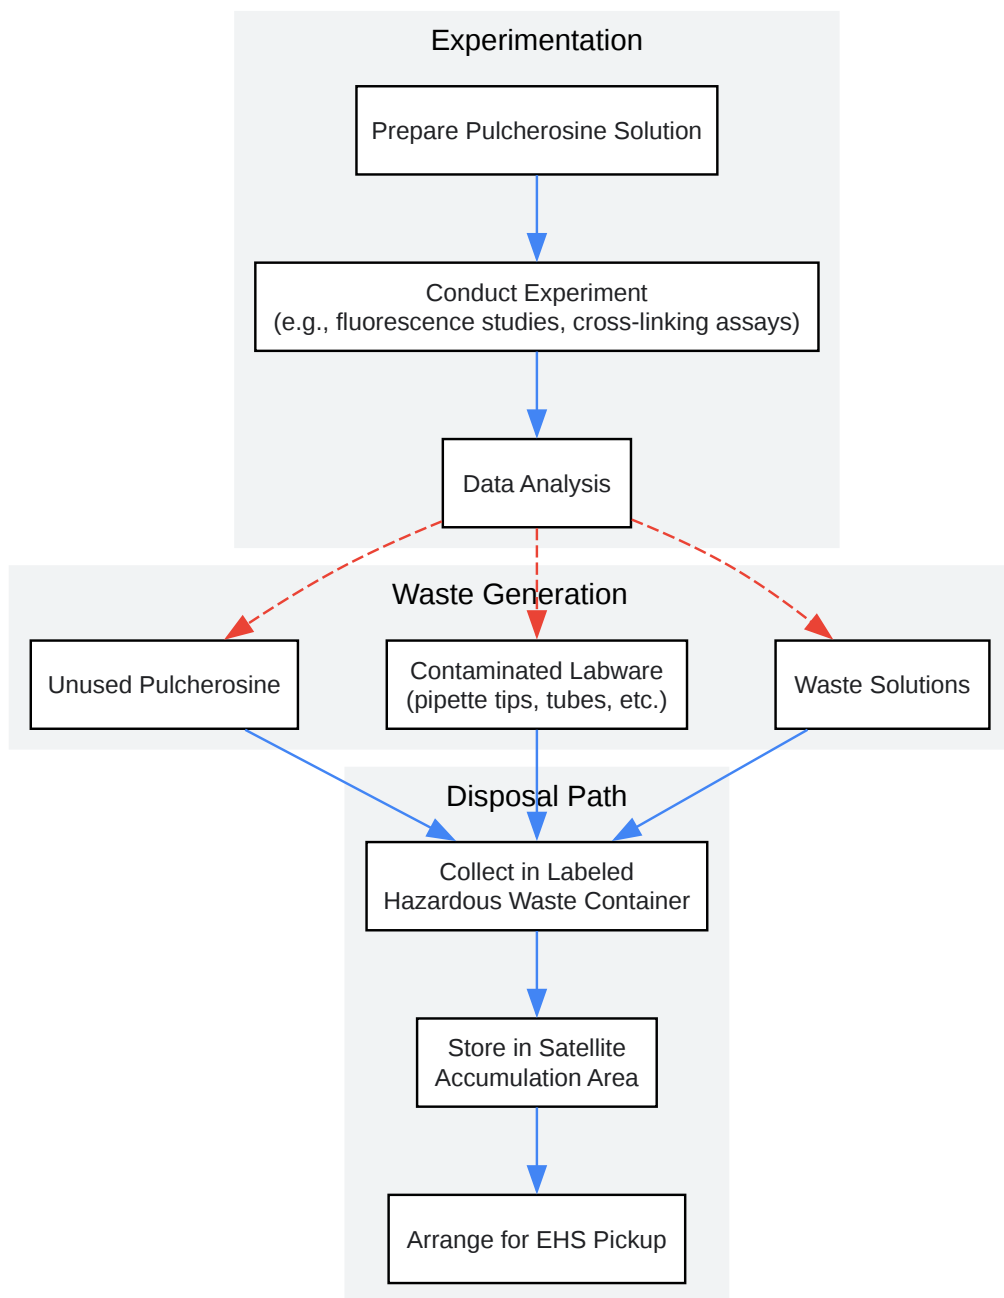 Experimentation
Prepare Pulcherosine Solution
Conduct Experiment
(e.g., fluorescence studies, cross-linking assays)
Data Analysis
Waste Generation
Unused Pulcherosine
Contaminated Labware
(pipette tips, tubes, etc.)
Waste Solutions
Disposal Path
Collect in Labeled
Hazardous Waste Container
Store in Satellite
Accumulation Area
Arrange for EHS Pickup